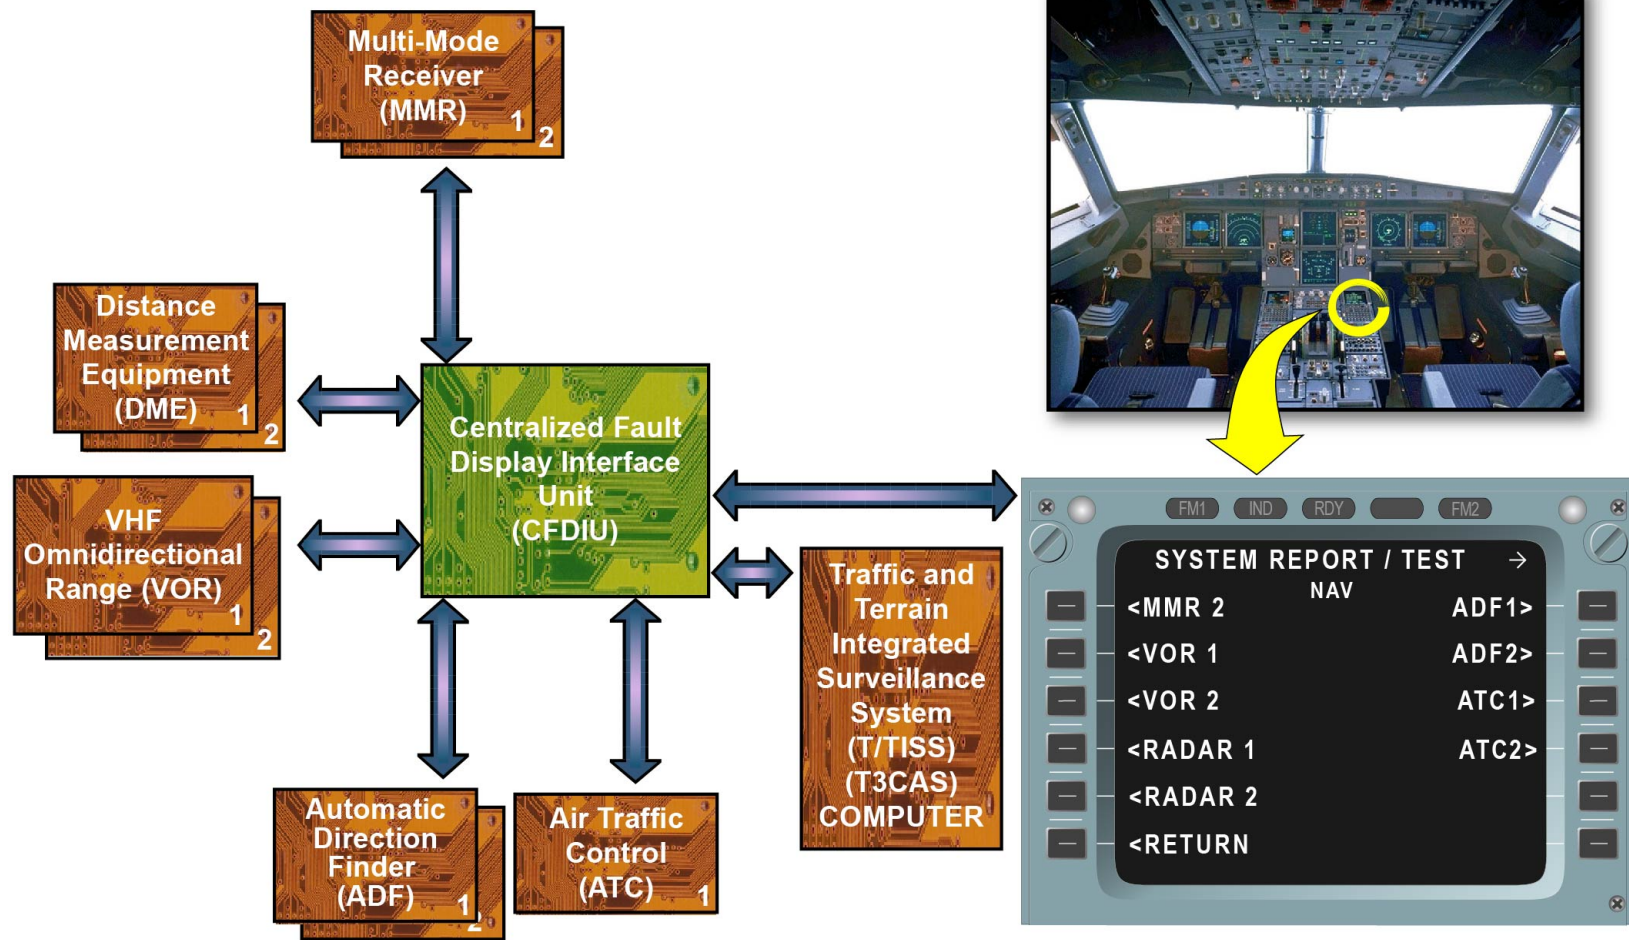 Multi-Mode
Receiver
(MMR)
1
2
Distance
Measurement
Equipment
(DME)
1
2
VHF
Omnidirectional
Range (VOR)
1
2
Centralized Fault
Display Interface
Unit
(CFDIU)
Automatic
Direction
Finder
(ADF)
1
2
Air Traffic
Control
(ATC)
1
Traffic and
Terrain
Integrated
Surveillance
System
(T/TISS)
(T3CAS)
COMPUTER
FM1 IND RDY FM2
SYSTEM REPORT / TEST →
NAV
<MMR 2 ADF1>
<VOR 1 ADF2>
<VOR 2 ATC1>
<RADAR 1 ATC2>
<RADAR 2
<RETURN